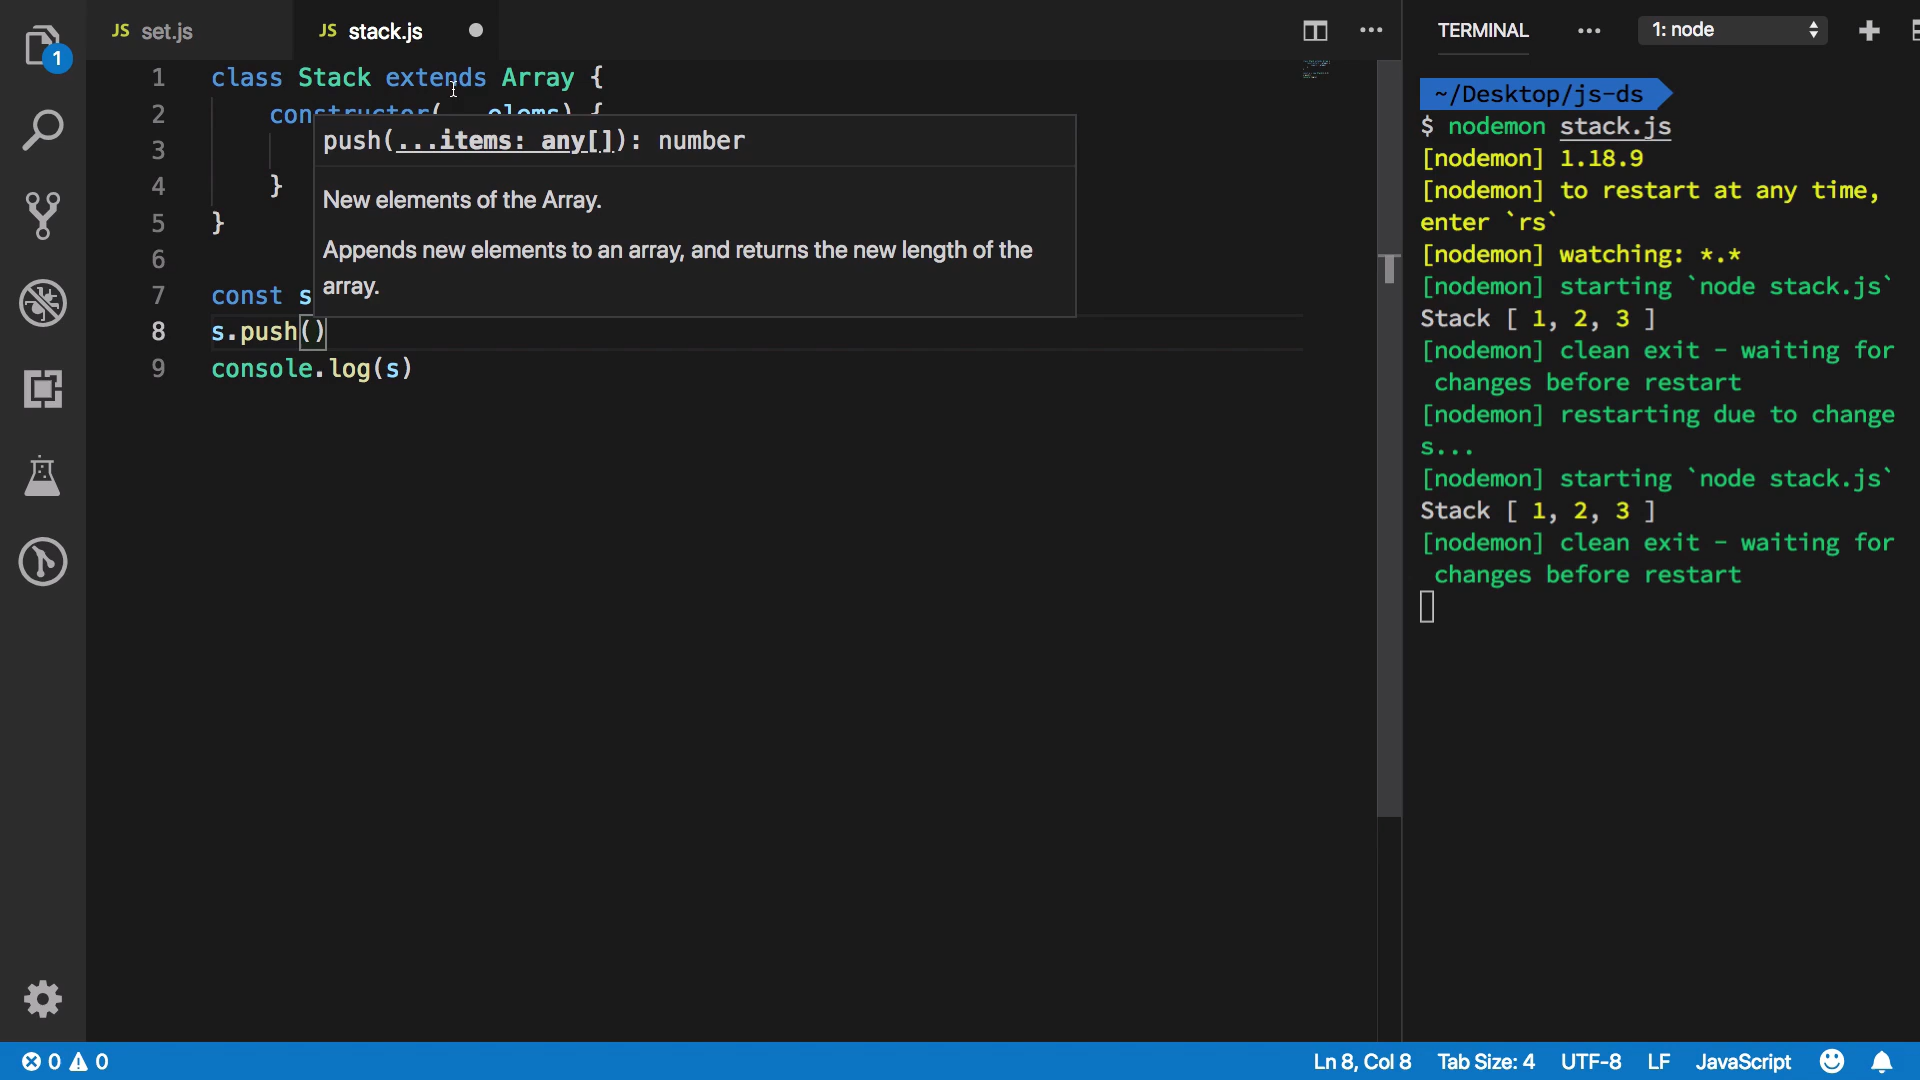 1
JS set.js
JS stack.js
1 class Stack extends Array {
2 constructor(...elems) {
push(...items: any[]): number
3
New elements of the Array.
4 }
5 }
Appends new elements to an array, and returns the new length of the
6
array.
7 const s
8 s.push()
9 console.log(s)
TERMINAL
1: node
~/Desktop/js-ds
$ nodemon stack.js
[nodemon] 1.18.9
[nodemon] to restart at any time,
enter `rs`
[nodemon] watching: *.*
[nodemon] starting `node stack.js`
Stack [ 1, 2, 3 ]
[nodemon] clean exit - waiting for
changes before restart
[nodemon] restarting due to change
s...
[nodemon] starting `node stack.js`
Stack [ 1, 2, 3 ]
[nodemon] clean exit - waiting for
changes before restart
0 0
Ln 8, Col 8 Tab Size: 4 UTF-8 LF JavaScript